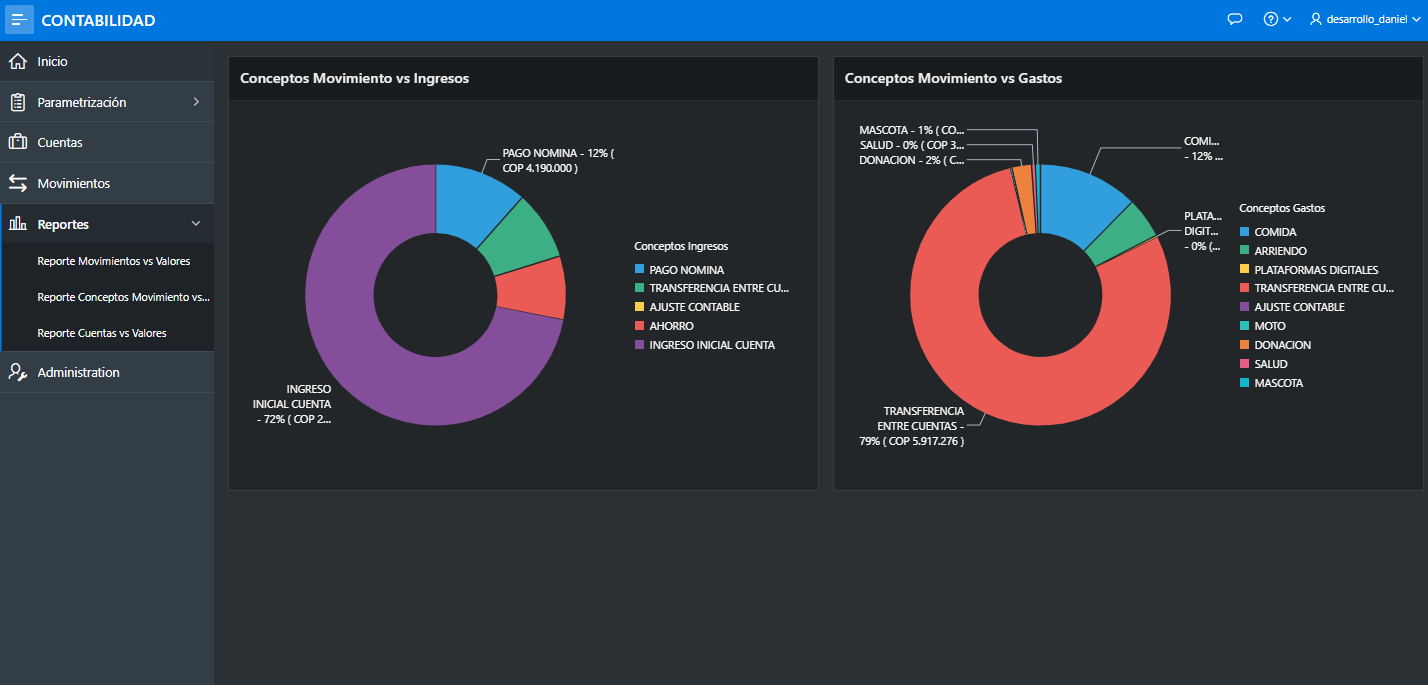 CONTABILIDAD
desarrollo_daniel
Inicio
Parametrización
Cuentas
Movimientos
Reportes
Reporte Movimientos vs Valores
Reporte Conceptos Movimiento vs...
Reporte Cuentas vs Valores
Administration
Conceptos Movimiento vs Ingresos
PAGO NOMINA - 12% (
COP 4.190.000 )
INGRESO
INICIAL CUENTA
- 72% ( COP 2...
Conceptos Ingresos
PAGO NOMINA
TRANSFERENCIA ENTRE CU...
AJUSTE CONTABLE
AHORRO
INGRESO INICIAL CUENTA
Conceptos Movimiento vs Gastos
MASCOTA - 1% ( CO...
SALUD - 0% ( COP 3...
DONACION - 2% ( C...
COMI...
- 12% ...
PLATA...
DIGIT...
- 0% (...
TRANSFERENCIA
ENTRE CUENTAS -
79% ( COP 5.917.276 )
Conceptos Gastos
COMIDA
ARRIENDO
PLATAFORMAS DIGITALES
TRANSFERENCIA ENTRE CU...
AJUSTE CONTABLE
MOTO
DONACION
SALUD
MASCOTA